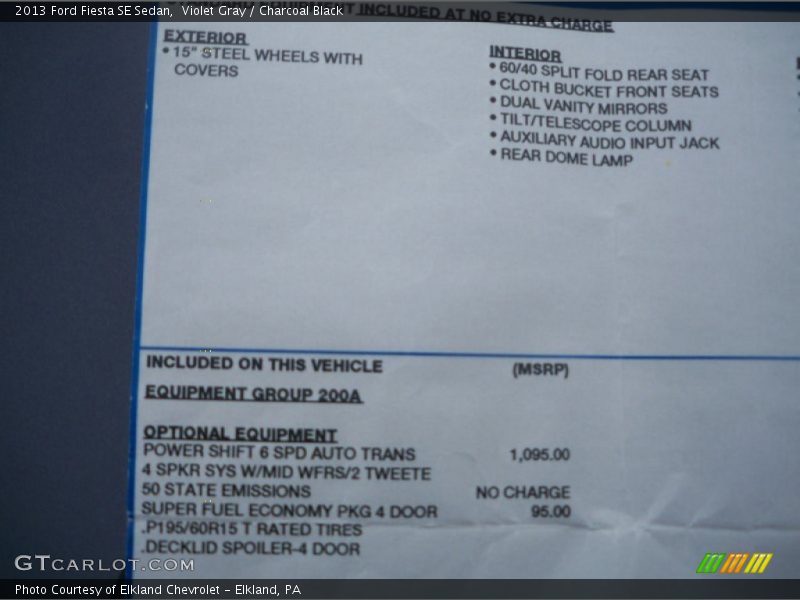 2013 Ford Fiesta SE Sedan,  Violet Gray / Charcoal Black
INCLUDED AT NO EXTRA CHARGE
EXTERIOR
• 15" STEEL WHEELS WITH
COVERS
INTERIOR
• 60/40 SPLIT FOLD REAR SEAT
• CLOTH BUCKET FRONT SEATS
• DUAL VANITY MIRRORS
• TILT/TELESCOPE COLUMN
• AUXILIARY AUDIO INPUT JACK
• REAR DOME LAMP
INCLUDED ON THIS VEHICLE (MSRP)
EQUIPMENT GROUP 200A
OPTIONAL EQUIPMENT
POWER SHIFT 6 SPD AUTO TRANS 1,095.00
4 SPKR SYS W/MID WFRS/2 TWEETE
50 STATE EMISSIONS NO CHARGE
SUPER FUEL ECONOMY PKG 4 DOOR 95.00
.P195/60R15 T RATED TIRES
.DECKLID SPOILER-4 DOOR
GTCARLOT.COM
Photo Courtesy of Elkland Chevrolet – Elkland, PA